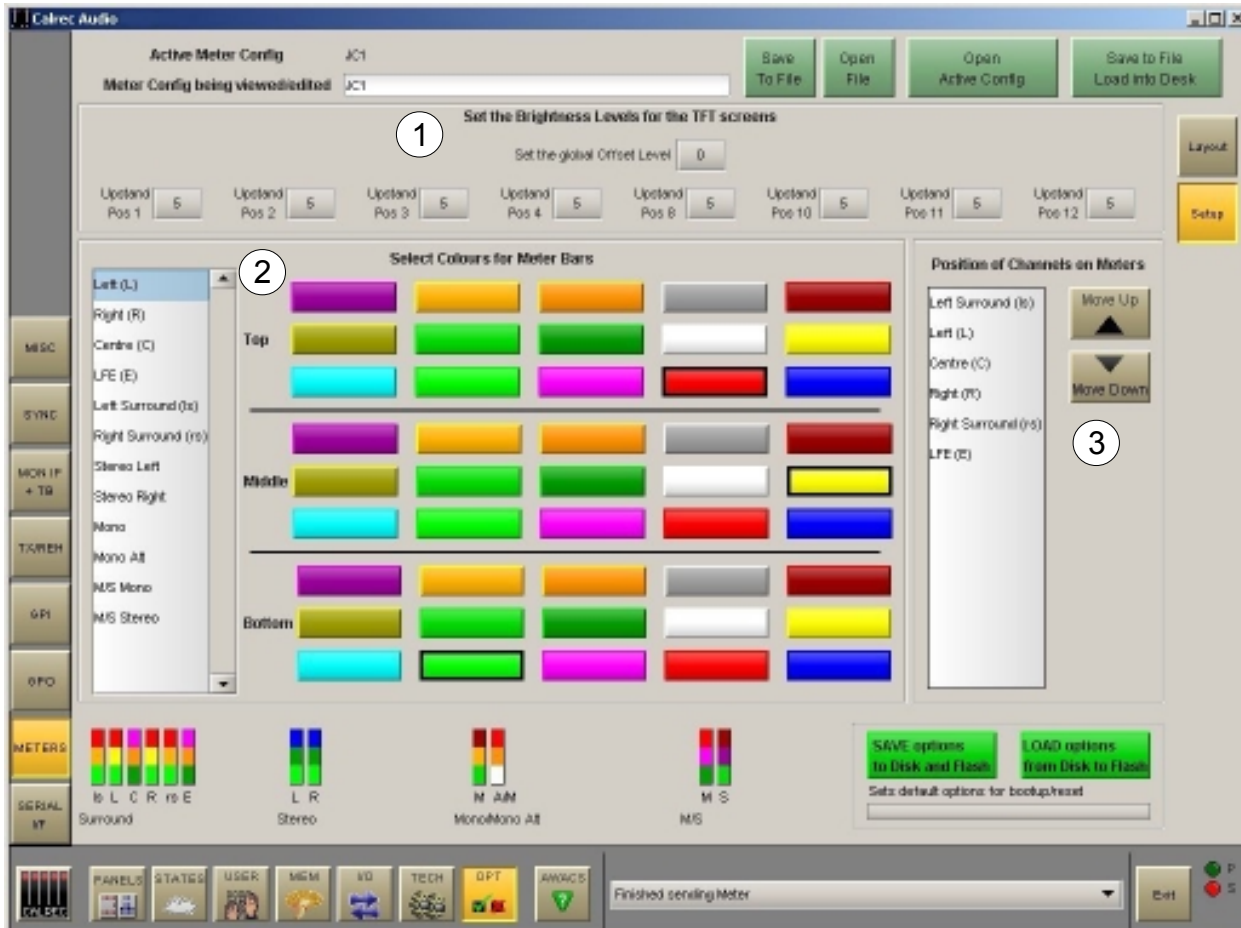 Calrec Audio
Active Meter Config JC1
Meter Config being viewed/edited JC1
Save To File
Open File
Open Active Config
Save to File Load into Desk
1
Set the Brightness Levels for the TFT screens
Set the global Offset Level 0
Upstand Pos 1 5
Upstand Pos 2 5
Upstand Pos 3 5
Upstand Pos 4 5
Upstand Pos 8 5
Upstand Pos 10 5
Upstand Pos 11 5
Upstand Pos 12 5
Layout
Setup
2
Select Colours for Meter Bars
Left (L)
Right (R)
Centre (C)
LFE (E)
Left Surround (ls)
Right Surround (rs)
Stereo Left
Stereo Right
Mono
Mono Alt
M/S Mono
M/S Stereo
Top
Middle
Bottom
Position of Channels on Meters
Left Surround (ls)
Left (L)
Centre (C)
Right (R)
Right Surround (rs)
LFE (E)
Move Up
Move Down
3
MISC
SYNC
MON IP + TB
TX/REH
GPI
OPO
METERS
SERIAL I/F
ls L C R rs E
Surround
L R
Stereo
M A/M
Mono/Mono Alt
M S
M/S
SAVE options to Disk and Flash
LOAD options from Disk to Flash
Sets default options for bootup/reset
CALREC
PANELS
STATES
USER
MEM
I/O
TECH
OPT
AWACS
Finished sending Meter
Exit
P
S